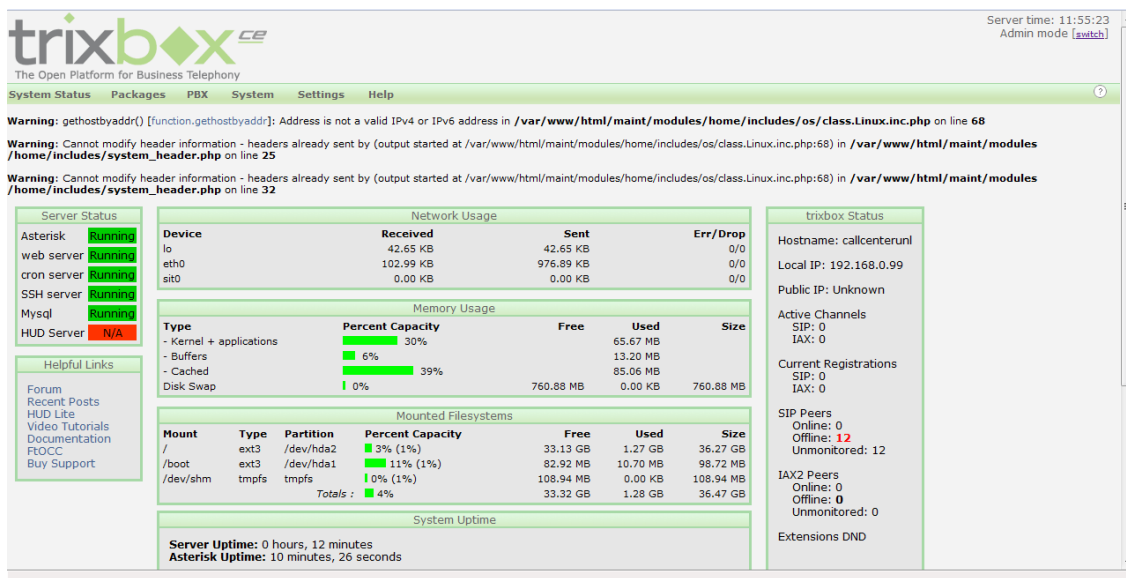 trixbox ce
The Open Platform for Business Telephony
Server time: 11:55:23
Admin mode [switch]
System Status Packages PBX System Settings Help ?
Warning: gethostbyaddr() [function.gethostbyaddr]: Address is not a valid IPv4 or IPv6 address in /var/www/html/maint/modules/home/includes/os/class.Linux.inc.php on line 68
Warning: Cannot modify header information - headers already sent by (output started at /var/www/html/maint/modules/home/includes/os/class.Linux.inc.php:68) in /var/www/html/maint/modules
/home/includes/system_header.php on line 25
Warning: Cannot modify header information - headers already sent by (output started at /var/www/html/maint/modules/home/includes/os/class.Linux.inc.php:68) in /var/www/html/maint/modules
/home/includes/system_header.php on line 32
Server Status
Asterisk Running
web server Running
cron server Running
SSH server Running
Mysql Running
HUD Server N/A
Helpful Links
Forum
Recent Posts
HUD Lite
Video Tutorials
Documentation
FtOCC
Buy Support
Network Usage
Device Received Sent Err/Drop
lo 42.65 KB 42.65 KB 0/0
eth0 102.99 KB 976.89 KB 0/0
sit0 0.00 KB 0.00 KB 0/0
Memory Usage
Type Percent Capacity Free Used Size
- Kernel + applications 30% 65.67 MB
- Buffers 6% 13.20 MB
- Cached 39% 85.06 MB
Disk Swap 0% 760.88 MB 0.00 KB 760.88 MB
Mounted Filesystems
Mount Type Partition Percent Capacity Free Used Size
/ ext3 /dev/hda2 3% (1%) 33.13 GB 1.27 GB 36.27 GB
/boot ext3 /dev/hda1 11% (1%) 82.92 MB 10.70 MB 98.72 MB
/dev/shm tmpfs tmpfs 0% (1%) 108.94 MB 0.00 KB 108.94 MB
Totals : 4% 33.32 GB 1.28 GB 36.47 GB
System Uptime
Server Uptime: 0 hours, 12 minutes
Asterisk Uptime: 10 minutes, 26 seconds
trixbox Status
Hostname: callcenterunl
Local IP: 192.168.0.99
Public IP: Unknown
Active Channels
SIP: 0
IAX: 0
Current Registrations
SIP: 0
IAX: 0
SIP Peers
Online: 0
Offline: 12
Unmonitored: 12
IAX2 Peers
Online: 0
Offline: 0
Unmonitored: 0
Extensions DND